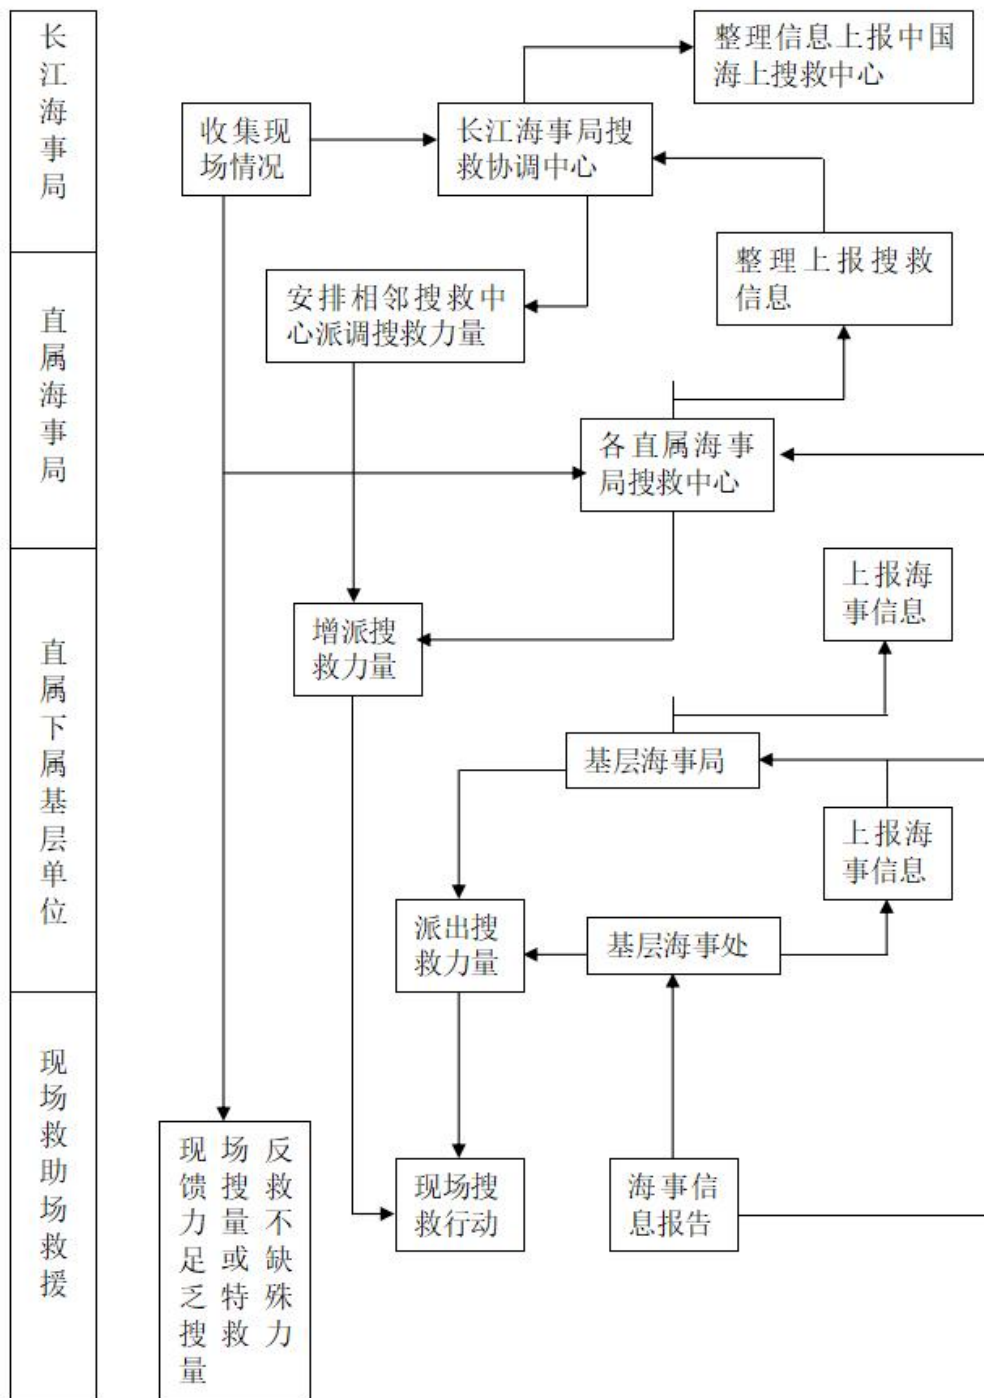 长
江
海
事
局
整理信息上报中国
海上搜救中心
收集现
场情况
长江海事局搜
救协调中心
整理上报搜救
信息
直
属
海
事
局
安排相邻搜救中
心派调搜救力量
各直属海事
局搜救中心
直
属
下
属
基
层
单
位
上报海
事信息
增派搜
救力量
基层海事局
上报海
事信息
派出搜
救力量
基层海事处
现
场
救
助
场
救
援
现场反
馈搜救
力量不
足或缺
乏特殊
搜救力
量
现场搜
救行动
海事信
息报告